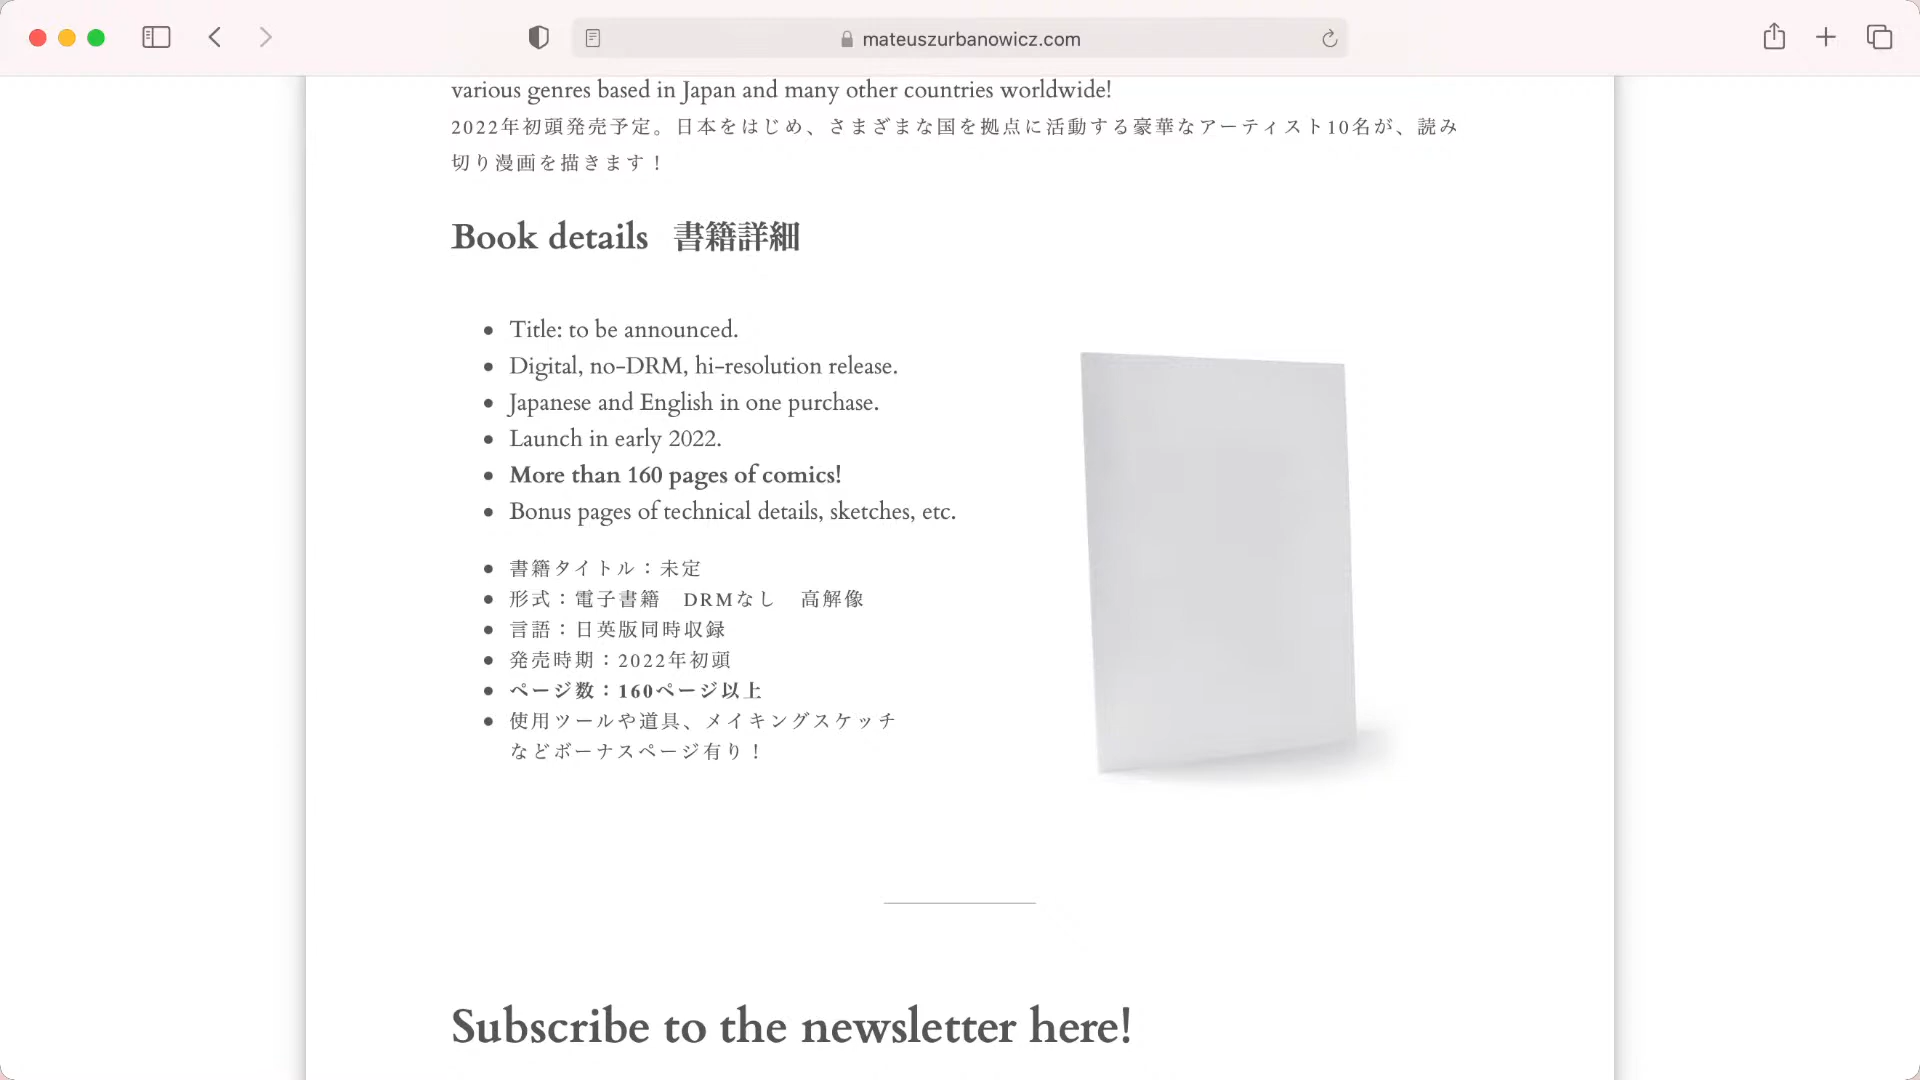 mateuszurbanowicz.com
various genres based in Japan and many other countries worldwide!
2022年初頭発売予定。日本をはじめ、さまざまな国を拠点に活動する豪華なアーティスト10名が、読み
切り漫画を描きます！
Book details 書籍詳細
Title: to be announced.
Digital, no-DRM, hi-resolution release.
Japanese and English in one purchase.
Launch in early 2022.
More than 160 pages of comics!
Bonus pages of technical details, sketches, etc.
書籍タイトル：未定
形式：電子書籍　DRMなし　高解像
言語：日英版同時収録
発売時期：2022年初頭
ページ数：160ページ以上
使用ツールや道具、メイキングスケッチ
などボーナスページ有り！
Subscribe to the newsletter here!